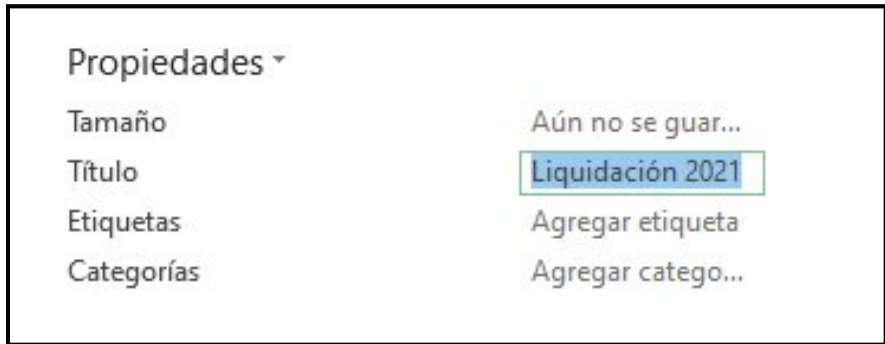 Propiedades
Tamaño Aún no se guar...
Título Liquidación 2021
Etiquetas Agregar etiqueta
Categorías Agregar catego...